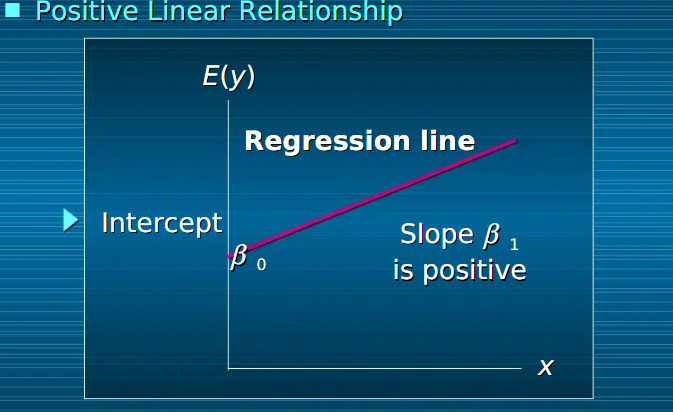 Positive Linear Relationship
E(y)
Regression line
Intercept
β 0
Slope β 1
is positive
x